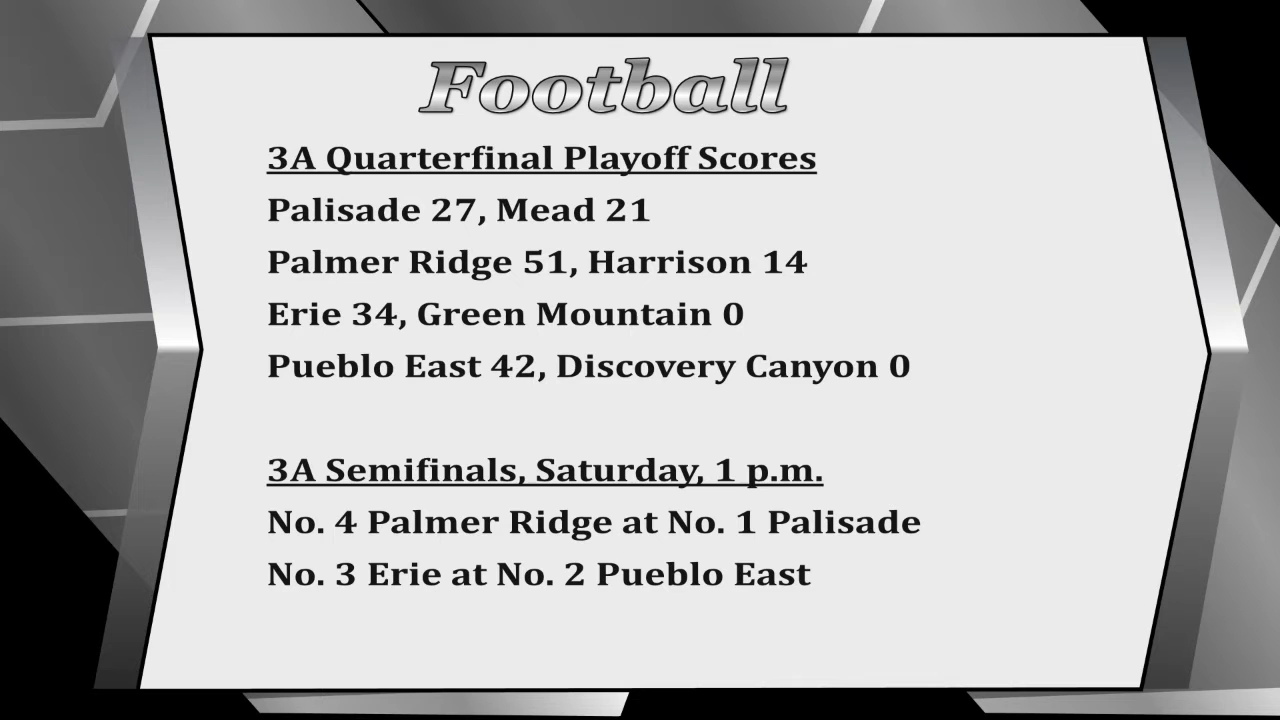 Football
3A Quarterfinal Playoff Scores
Palisade 27, Mead 21
Palmer Ridge 51, Harrison 14
Erie 34, Green Mountain 0
Pueblo East 42, Discovery Canyon 0
3A Semifinals, Saturday, 1 p.m.
No. 4 Palmer Ridge at No. 1 Palisade
No. 3 Erie at No. 2 Pueblo East